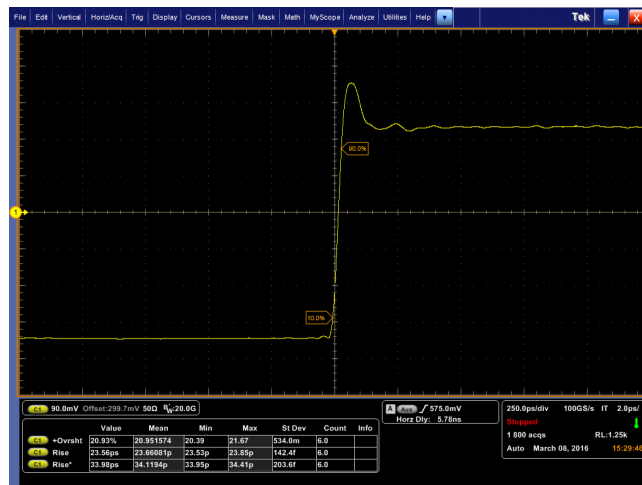 File Edit Vertical Horiz/Acq Trig Display Cursors Measure Mask Math MyScope Analyze Utilities Help Tek X
90.0%
1
10.0%
C1 90.0mV Offset:299.7mV 50Ω BW:20.0G
A Aux 575.0mV
Horz Dly: 5.78ns
250.0ps/div 100GS/s IT 2.0ps/
Stopped
1 800 acqs RL:1.25k
Auto March 08, 2016 15:29:46
Value Mean Min Max St Dev Count Info
C1 +Ovrsht 20.93% 20.951574 20.39 21.67 534.0m 6.0
C1 Rise 23.56ps 23.66081p 23.53p 23.85p 142.4f 6.0
C1 Rise* 33.98ps 34.1194p 33.95p 34.41p 203.6f 6.0